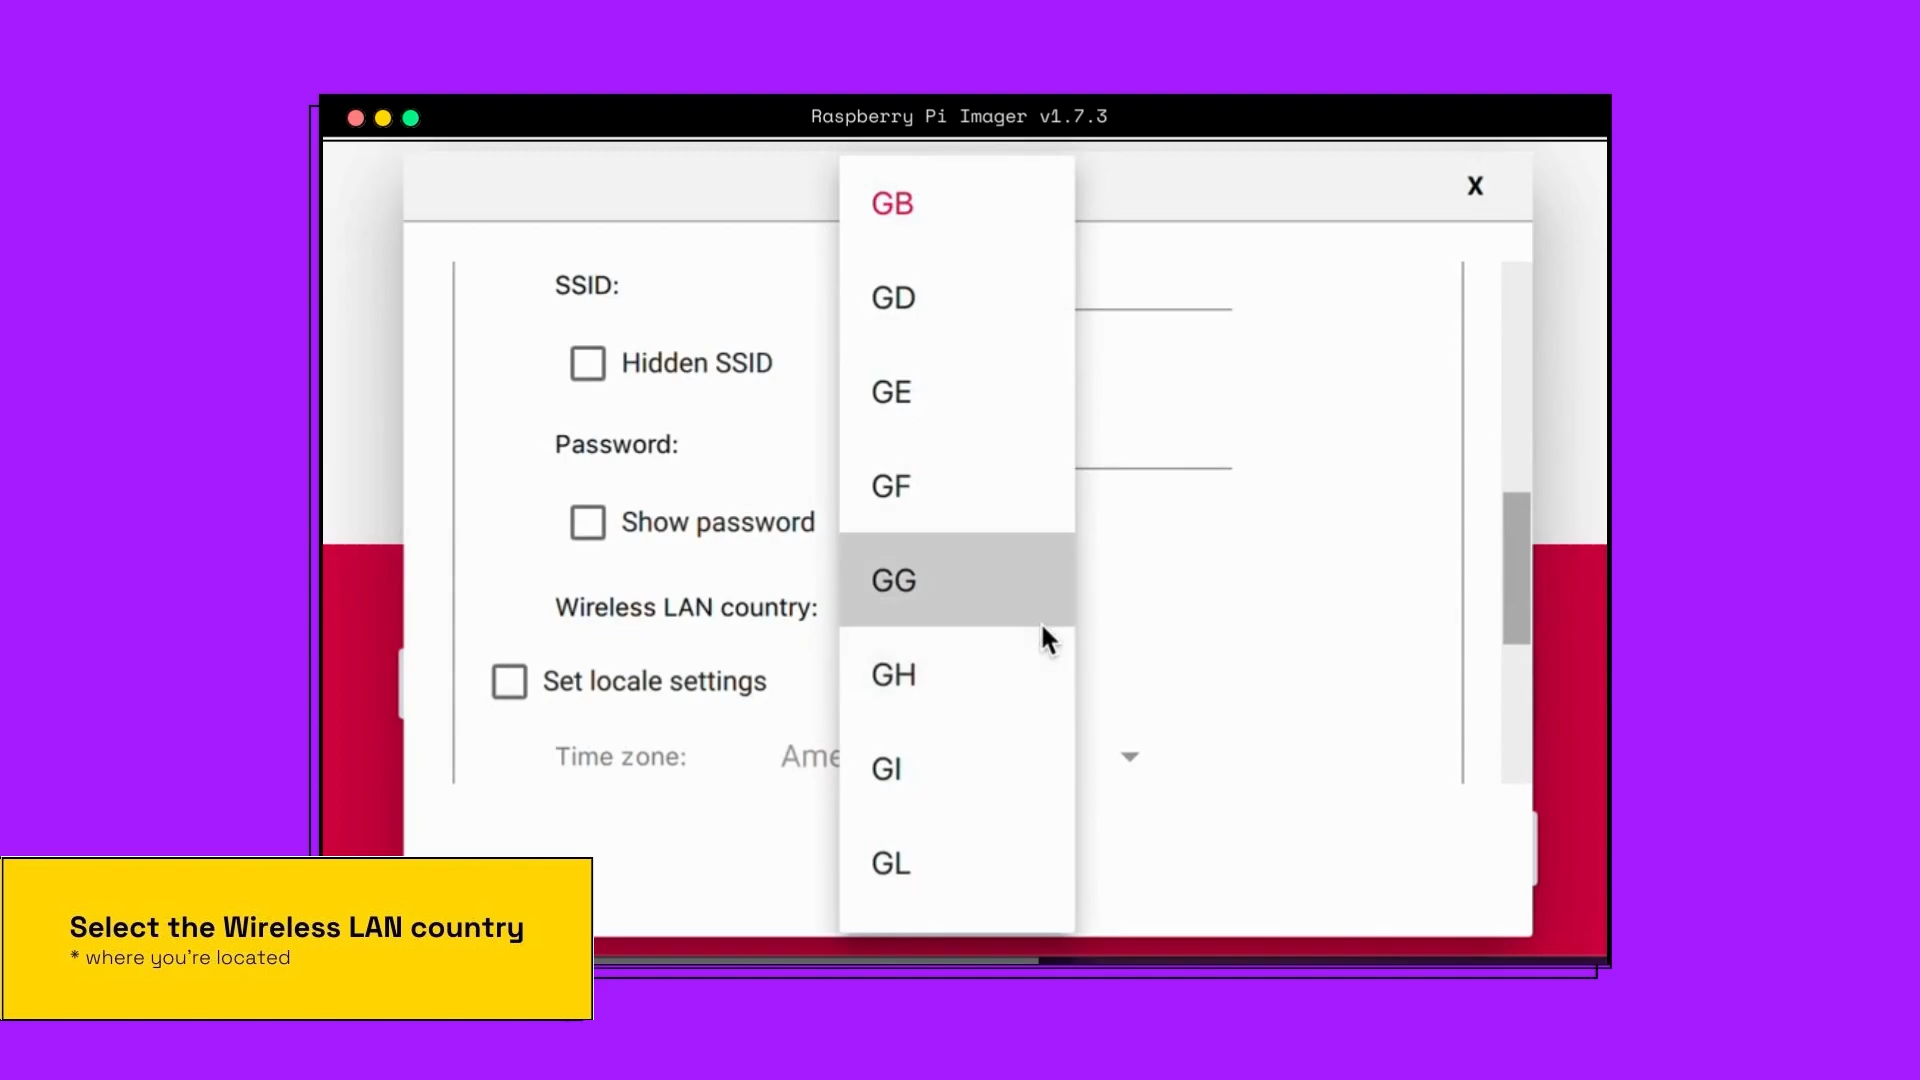 Raspberry Pi Imager v1.7.3
X
SSID:
Hidden SSID
Password:
Show password
Wireless LAN country:
Set locale settings
Time zone: Ame
GB
GD
GE
GF
GG
GH
GI
GL
Select the Wireless LAN country
* where you're located